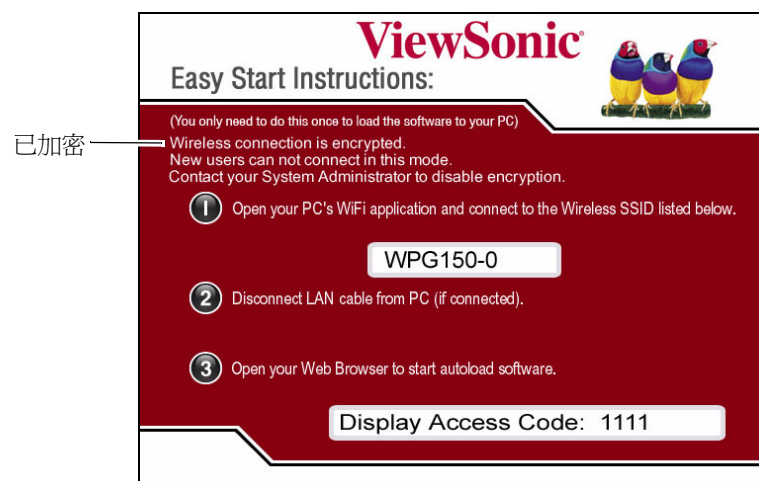 ViewSonic
Easy Start Instructions:
(You only need to do this once to load the software to your PC)
已加密
Wireless connection is encrypted.
New users can not connect in this mode.
Contact your System Administrator to disable encryption.
1 Open your PC's WiFi application and connect to the Wireless SSID listed below.
WPG150-0
2 Disconnect LAN cable from PC (if connected).
3 Open your Web Browser to start autoload software.
Display Access Code: 1111